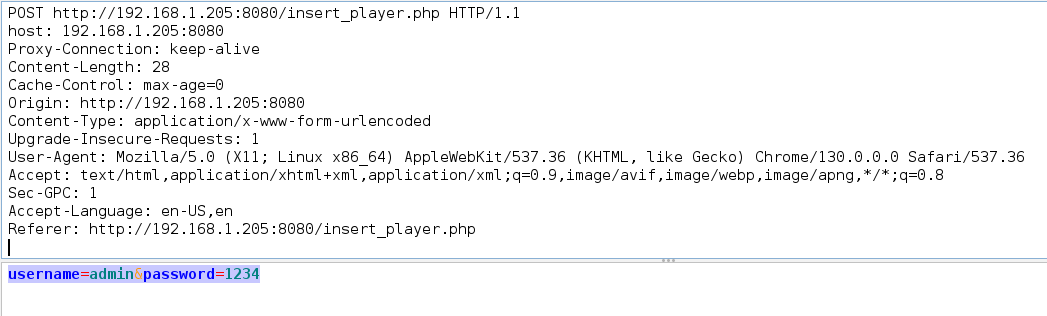 POST http://192.168.1.205:8080/insert_player.php HTTP/1.1
host: 192.168.1.205:8080
Proxy-Connection: keep-alive
Content-Length: 28
Cache-Control: max-age=0
Origin: http://192.168.1.205:8080
Content-Type: application/x-www-form-urlencoded
Upgrade-Insecure-Requests: 1
User-Agent: Mozilla/5.0 (X11; Linux x86_64) AppleWebKit/537.36 (KHTML, like Gecko) Chrome/130.0.0.0 Safari/537.36
Accept: text/html,application/xhtml+xml,application/xml;q=0.9,image/avif,image/webp,image/apng,*/*;q=0.8
Sec-GPC: 1
Accept-Language: en-US,en
Referer: http://192.168.1.205:8080/insert_player.php
username=admin&password=1234